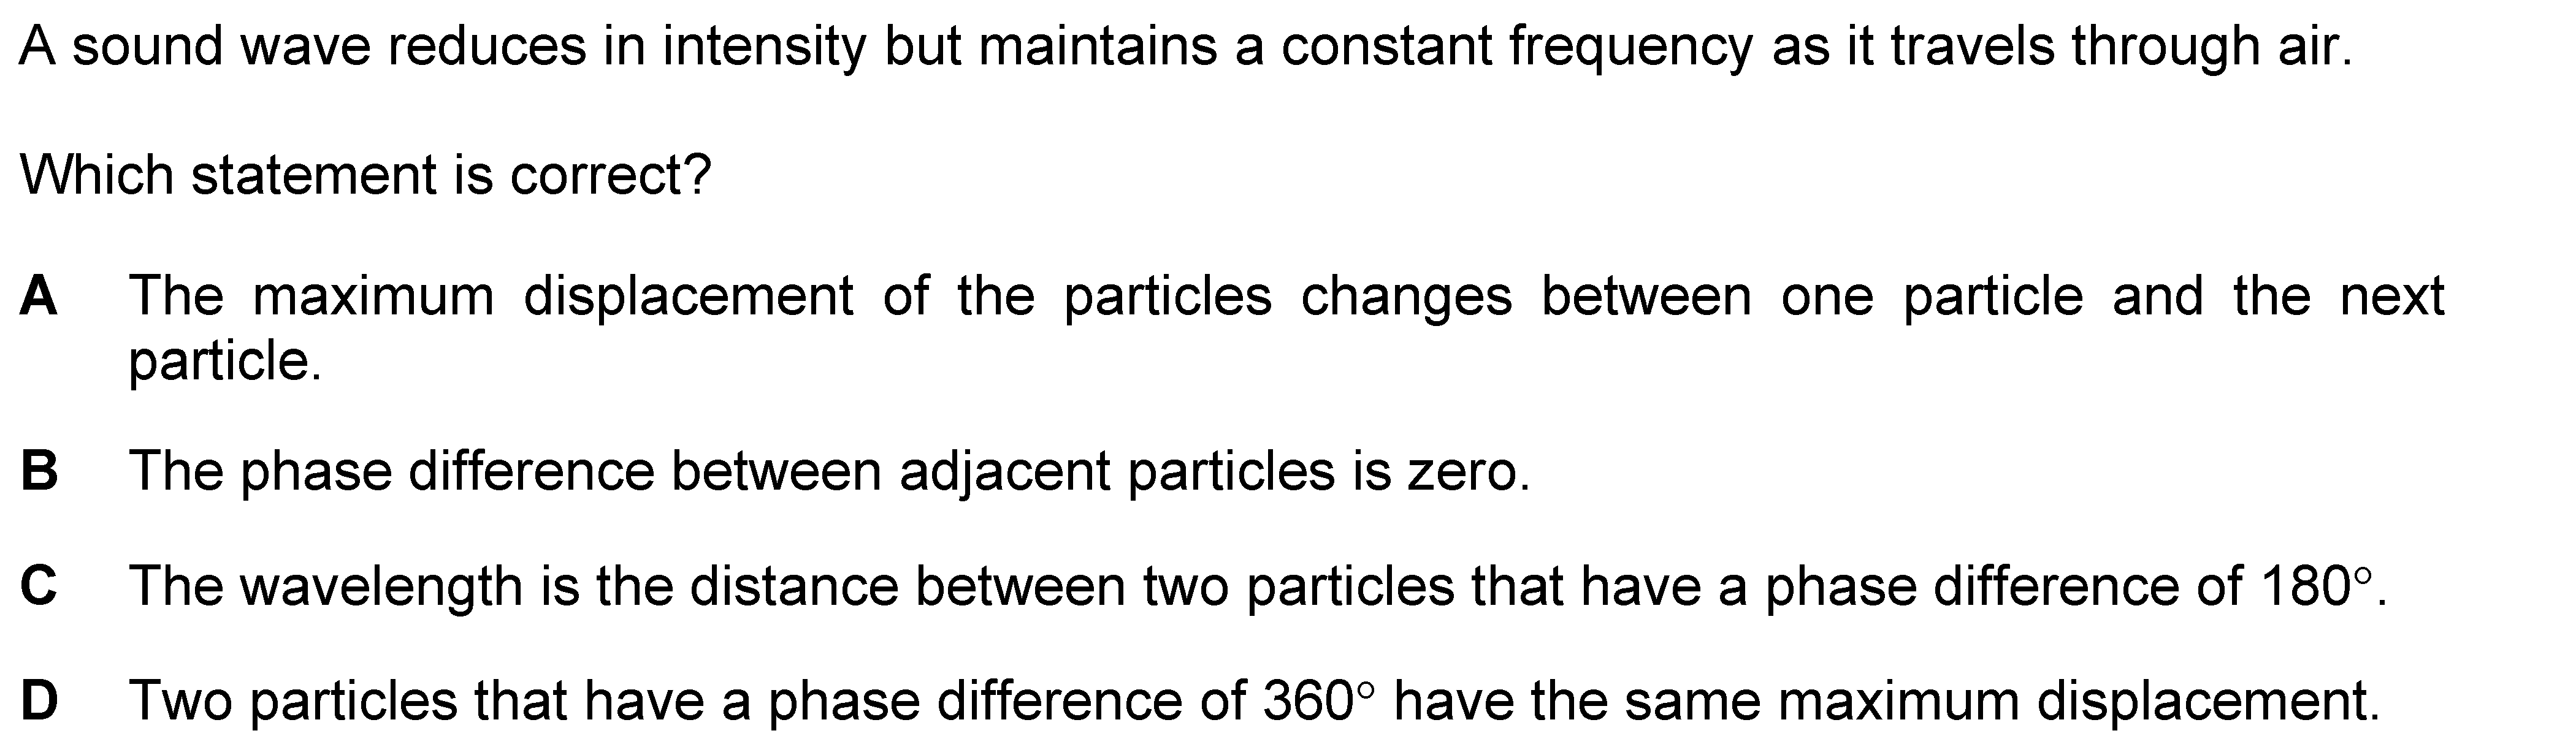 A sound wave reduces in intensity but maintains a constant frequency as it travels through air.
Which statement is correct?
A The maximum displacement of the particles changes between one particle and the next
particle.
B The phase difference between adjacent particles is zero.
C The wavelength is the distance between two particles that have a phase difference of 180°.
D Two particles that have a phase difference of 360° have the same maximum displacement.